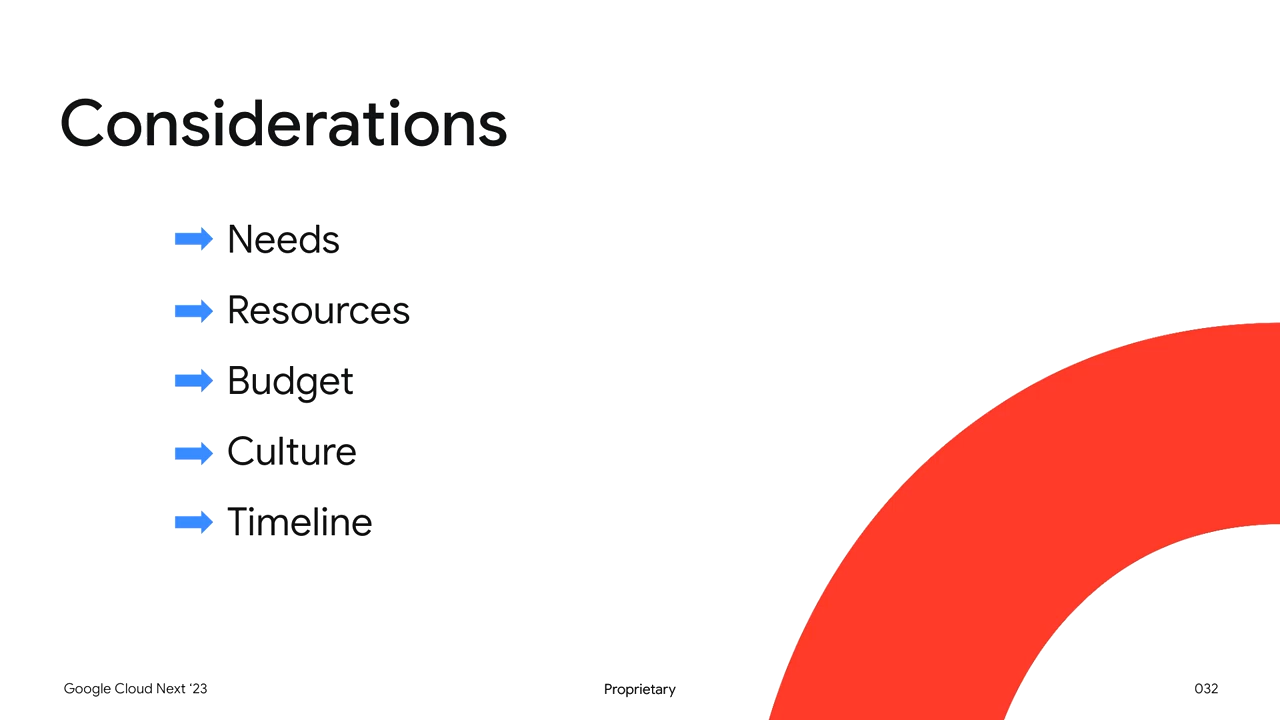 Considerations
Needs
Resources
Budget
Culture
Timeline
Google Cloud Next ‘23
Proprietary
032